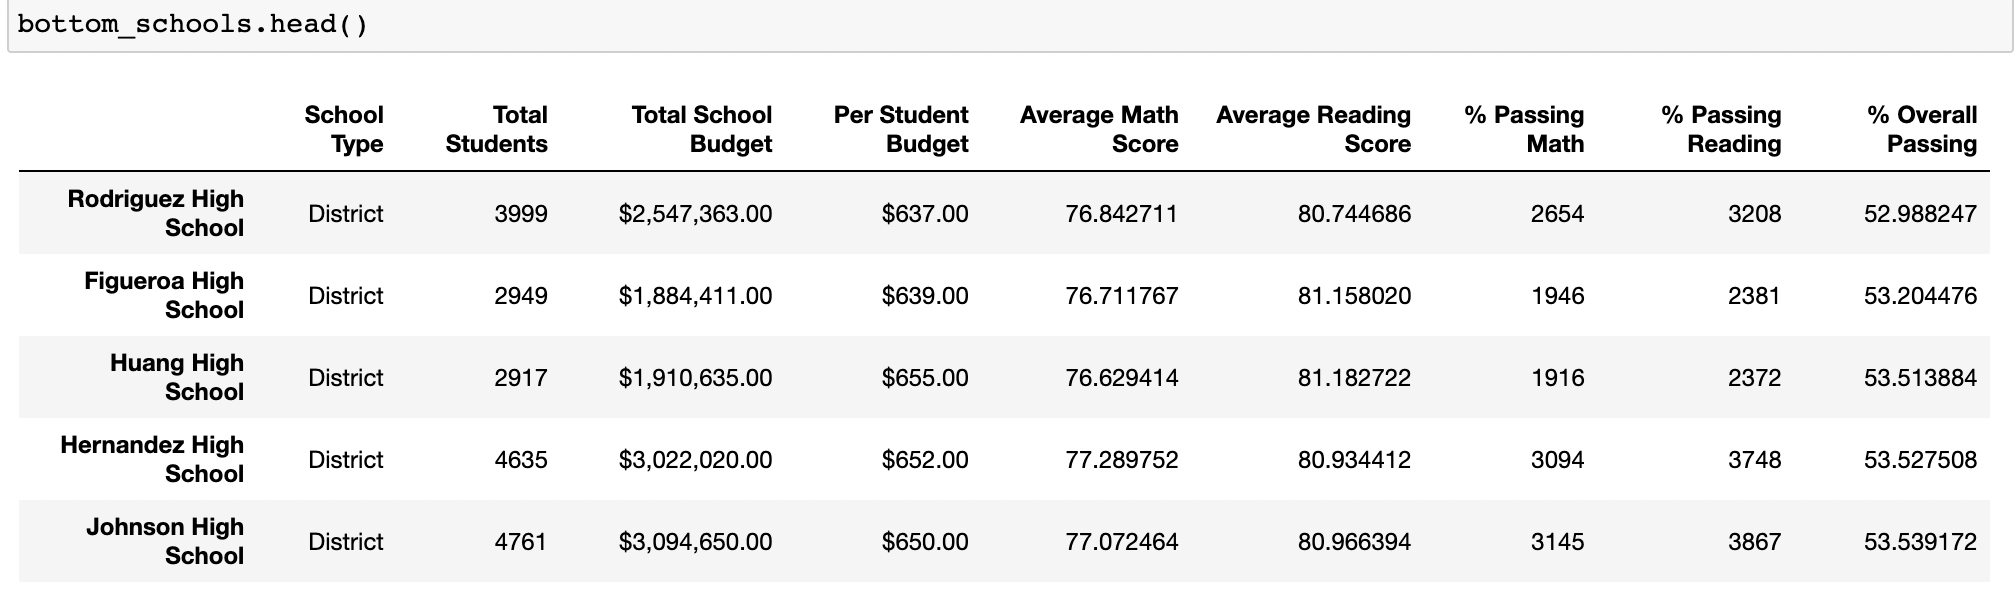 bottom_schools.head()
School Type Total Students Total School Budget Per Student Budget Average Math Score Average Reading Score % Passing Math % Passing Reading % Overall Passing
Rodriguez High School District 3999 $2,547,363.00 $637.00 76.842711 80.744686 2654 3208 52.988247
Figueroa High School District 2949 $1,884,411.00 $639.00 76.711767 81.158020 1946 2381 53.204476
Huang High School District 2917 $1,910,635.00 $655.00 76.629414 81.182722 1916 2372 53.513884
Hernandez High School District 4635 $3,022,020.00 $652.00 77.289752 80.934412 3094 3748 53.527508
Johnson High School District 4761 $3,094,650.00 $650.00 77.072464 80.966394 3145 3867 53.539172